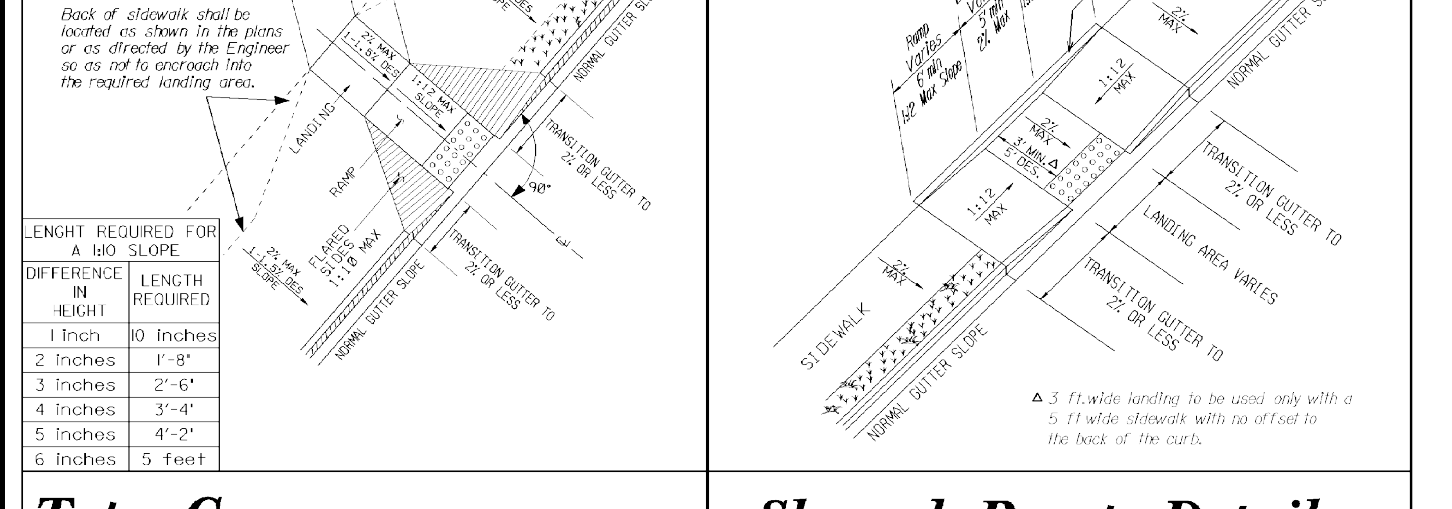 Back of sidewalk shall be
located as shown in the plans
or as directed by the Engineer
so as not to encroach into
the required landing area.
2% MAX
1-1.5% DES
SLOPE
1:12 MAX
SLOPE
LANDING
RAMP
FLARED
SIDES
1:10 MAX
2% MAX
1-1.5% DES
SLOPE
NORMAL GUTTER SLOPE
TRANSITION GUTTER TO
2% OR LESS
90°
TRANSITION GUTTER TO
2% OR LESS
NORMAL GUTTER SLOPE
LENGHT REQUIRED FOR
A 1:10 SLOPE
DIFFERENCE
IN
HEIGHT
LENGTH
REQUIRED
1 inch 10 inches
2 inches 1'-8"
3 inches 2'-6"
4 inches 3'-4"
5 inches 4'-2"
6 inches 5 feet
Ramp
Varies
6' min
1:12 Max Slope
5' min
2% Max
2%
MAX
1:12
MAX
2%
MAX
3' MIN. Δ
5' DES.
1:12
MAX
2%
MAX
SIDEWALK
NORMAL GUTTER SLOPE
TRANSITION GUTTER TO
2% OR LESS
LANDING AREA VARIES
TRANSITION GUTTER TO
2% OR LESS
NORMAL GUTTER SLOPE
Δ 3 ft.wide landing to be used only with a
5 ft wide sidewalk with no offset to
the back of the curb.